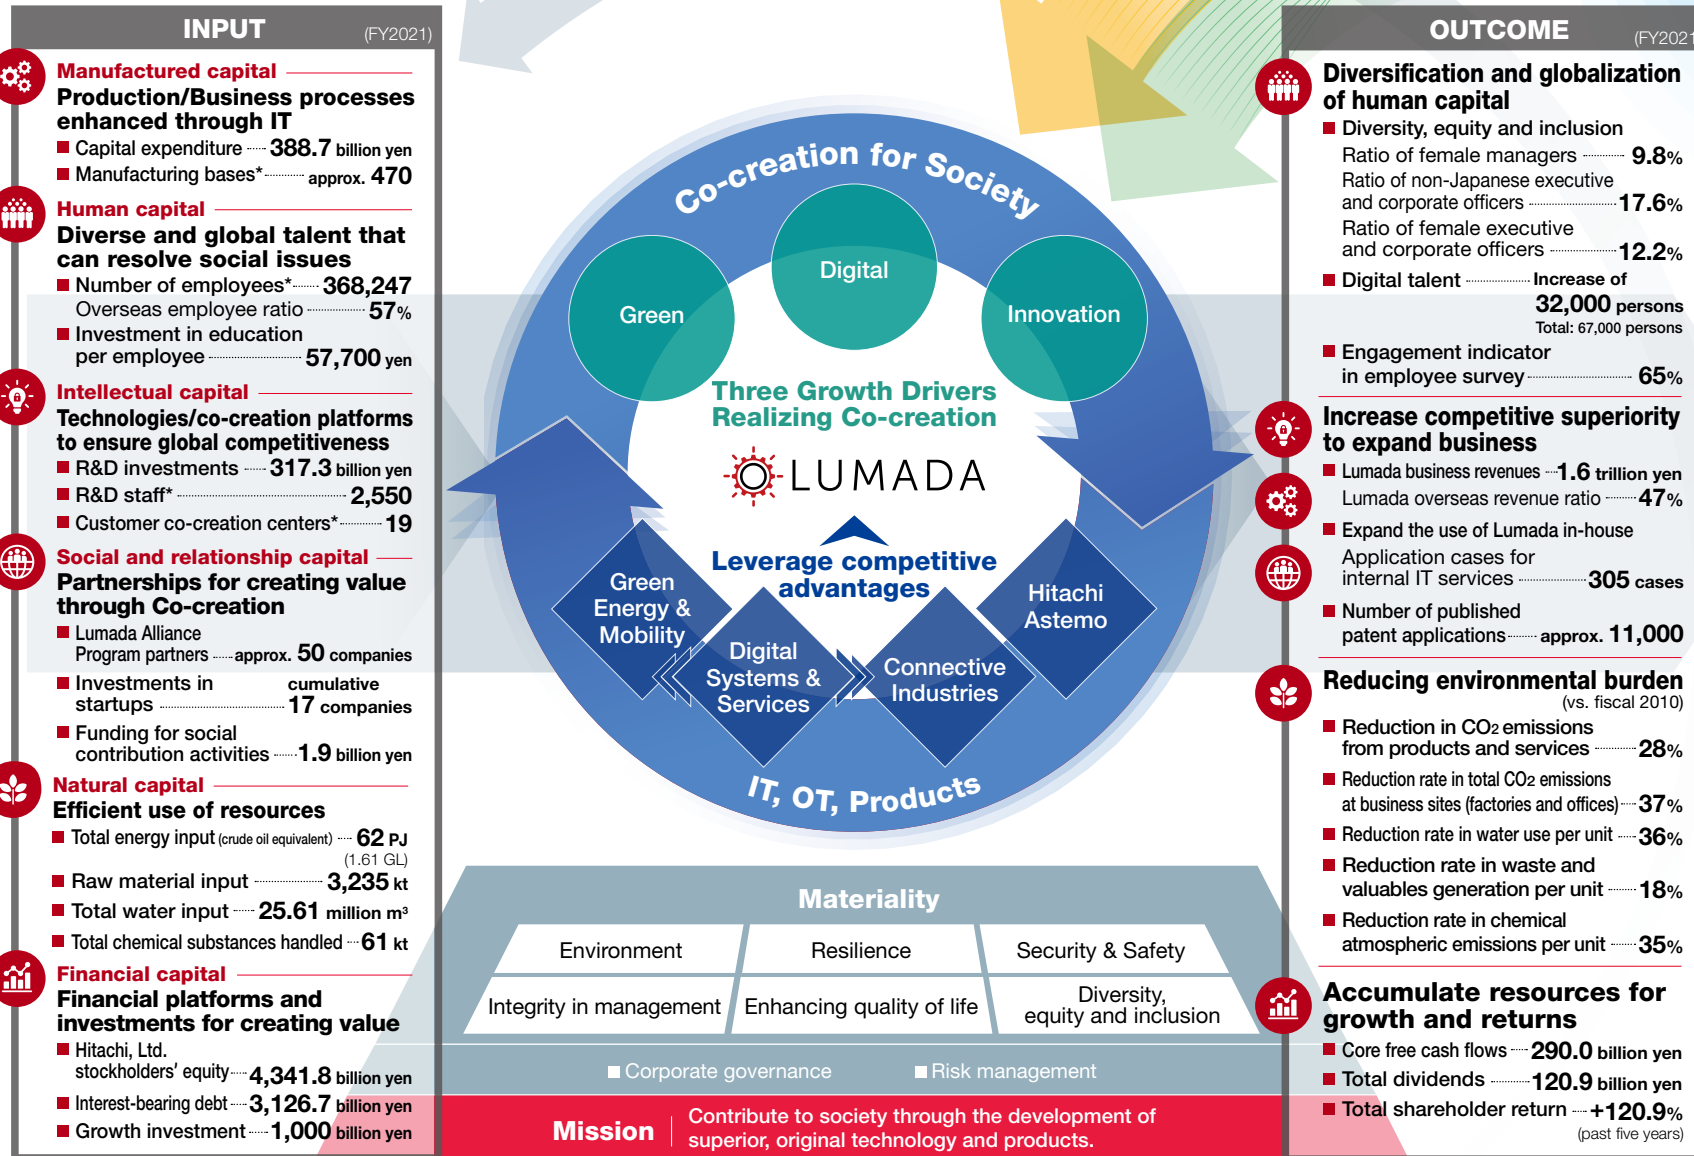 INPUT (FY2021)
Manufactured capital
Production/Business processes
enhanced through IT
Capital expenditure 388.7 billion yen
Manufacturing bases* approx. 470
Human capital
Diverse and global talent that
can resolve social issues
Number of employees* 368,247
Overseas employee ratio 57%
Investment in education
per employee 57,700 yen
Intellectual capital
Technologies/co-creation platforms
to ensure global competitiveness
R&D investments 317.3 billion yen
R&D staff* 2,550
Customer co-creation centers* 19
Social and relationship capital
Partnerships for creating value
through Co-creation
Lumada Alliance
Program partners approx. 50 companies
Investments in cumulative
startups 17 companies
Funding for social
contribution activities 1.9 billion yen
Natural capital
Efficient use of resources
Total energy input (crude oil equivalent) 62 PJ
(1.61 GL)
Raw material input 3,235 kt
Total water input 25.61 million m³
Total chemical substances handled 61 kt
Financial capital
Financial platforms and
investments for creating value
Hitachi, Ltd.
stockholders' equity 4,341.8 billion yen
Interest-bearing debt 3,126.7 billion yen
Growth investment 1,000 billion yen
Co-creation for Society
Green
Digital
Innovation
Three Growth Drivers
Realizing Co-creation
LUMADA
Leverage competitive
advantages
Green
Energy &
Mobility
Digital
Systems &
Services
Connective
Industries
Hitachi
Astemo
IT, OT, Products
Materiality
Environment Resilience Security & Safety
Integrity in management Enhancing quality of life Diversity,
equity and inclusion
Corporate governance Risk management
Mission Contribute to society through the development of
superior, original technology and products.
OUTCOME (FY2021
Diversification and globalization
of human capital
Diversity, equity and inclusion
Ratio of female managers 9.8%
Ratio of non-Japanese executive
and corporate officers 17.6%
Ratio of female executive
and corporate officers 12.2%
Digital talent Increase of
32,000 persons
Total: 67,000 persons
Engagement indicator
in employee survey 65%
Increase competitive superiority
to expand business
Lumada business revenues 1.6 trillion yen
Lumada overseas revenue ratio 47%
Expand the use of Lumada in-house
Application cases for
internal IT services 305 cases
Number of published
patent applications approx. 11,000
Reducing environmental burden
(vs. fiscal 2010)
Reduction in CO2 emissions
from products and services 28%
Reduction rate in total CO2 emissions
at business sites (factories and offices) 37%
Reduction rate in water use per unit 36%
Reduction rate in waste and
valuables generation per unit 18%
Reduction rate in chemical
atmospheric emissions per unit 35%
Accumulate resources for
growth and returns
Core free cash flows 290.0 billion yen
Total dividends 120.9 billion yen
Total shareholder return +120.9%
(past five years)